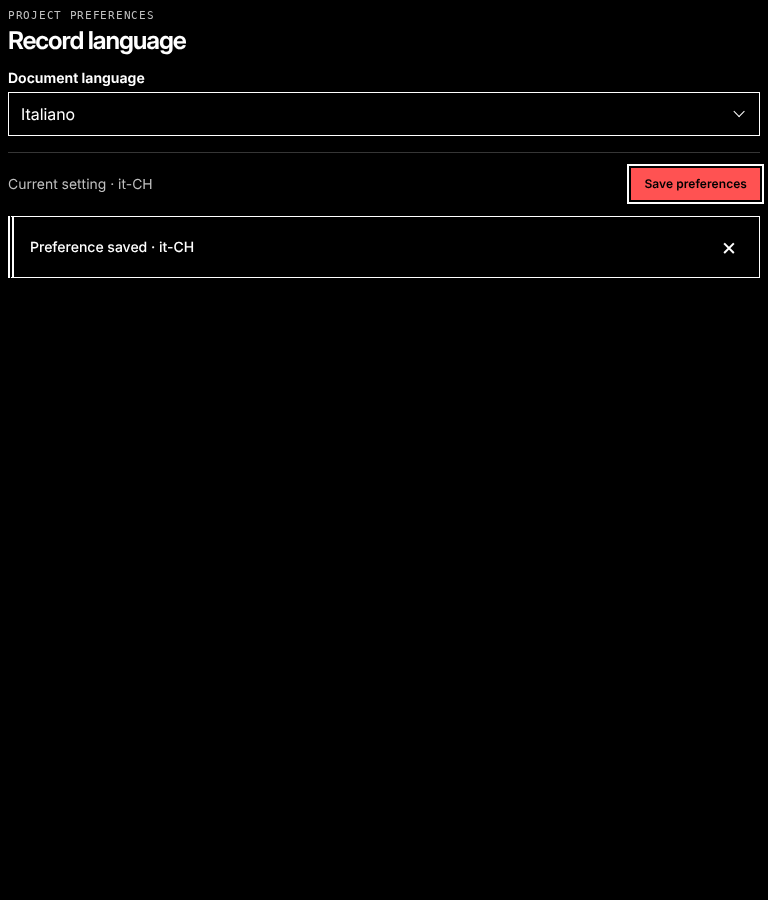 PROJECT PREFERENCES
Record language
Document language
Italiano
Current setting · it-CH
Save preferences
Preference saved · it-CH